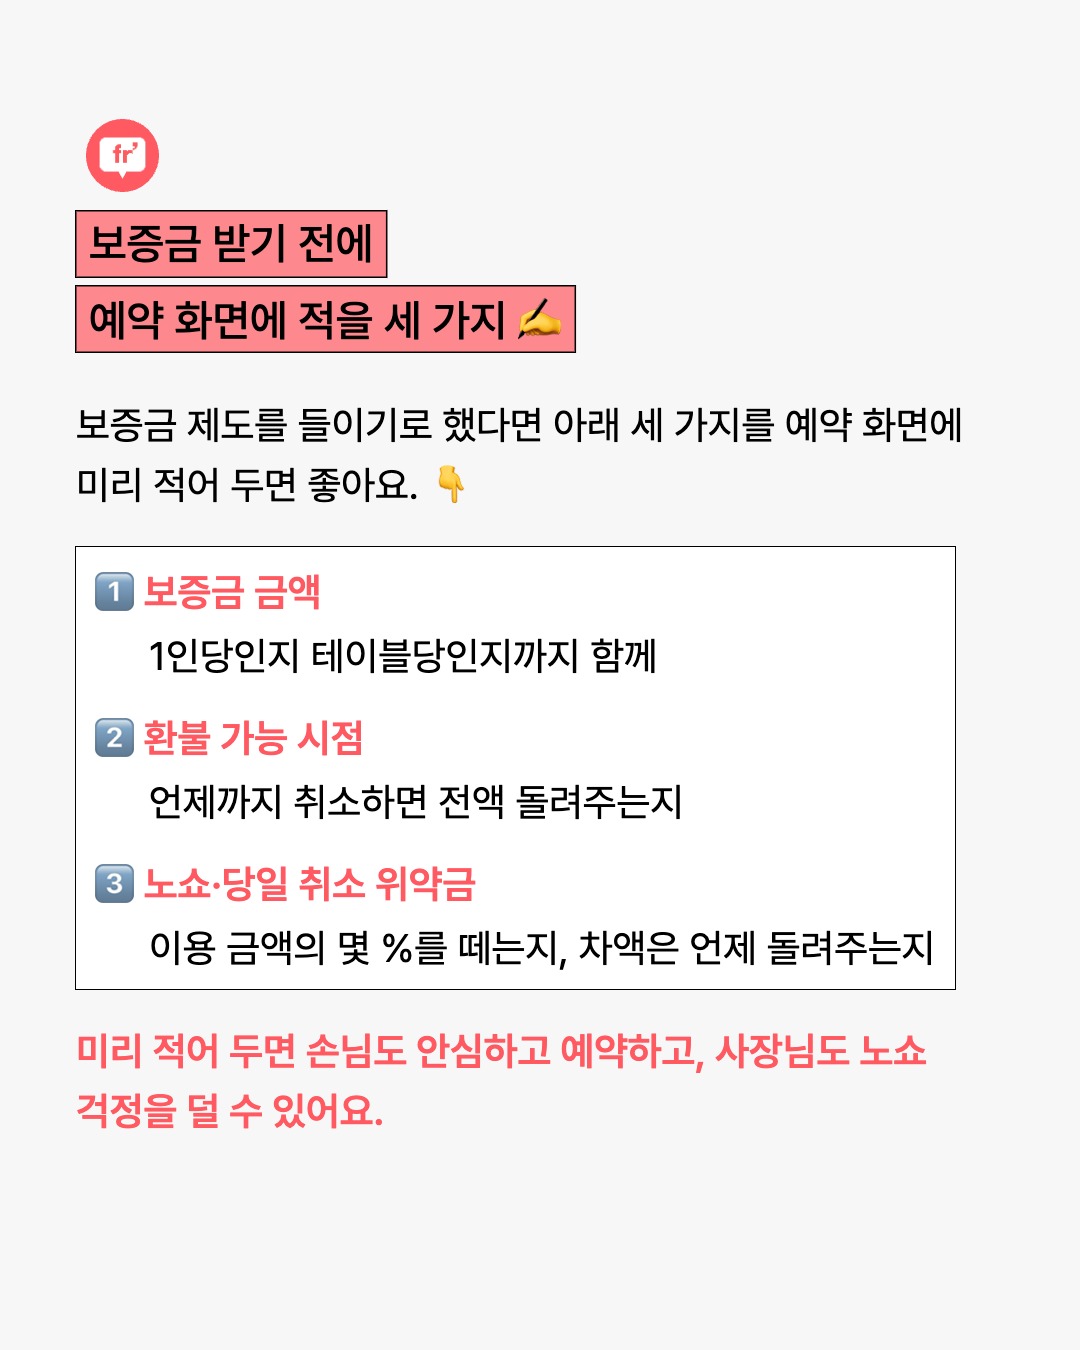 fr’
보증금 받기 전에
예약 화면에 적을 세 가지 ✍️
보증금 제도를 들이기로 했다면 아래 세 가지를 예약 화면에
미리 적어 두면 좋아요. 👇
1️⃣ 보증금 금액
1인당인지 테이블당인지까지 함께
2️⃣ 환불 가능 시점
언제까지 취소하면 전액 돌려주는지
3️⃣ 노쇼·당일 취소 위약금
이용 금액의 몇 %를 떼는지, 차액은 언제 돌려주는지
미리 적어 두면 손님도 안심하고 예약하고, 사장님도 노쇼
걱정을 덜 수 있어요.